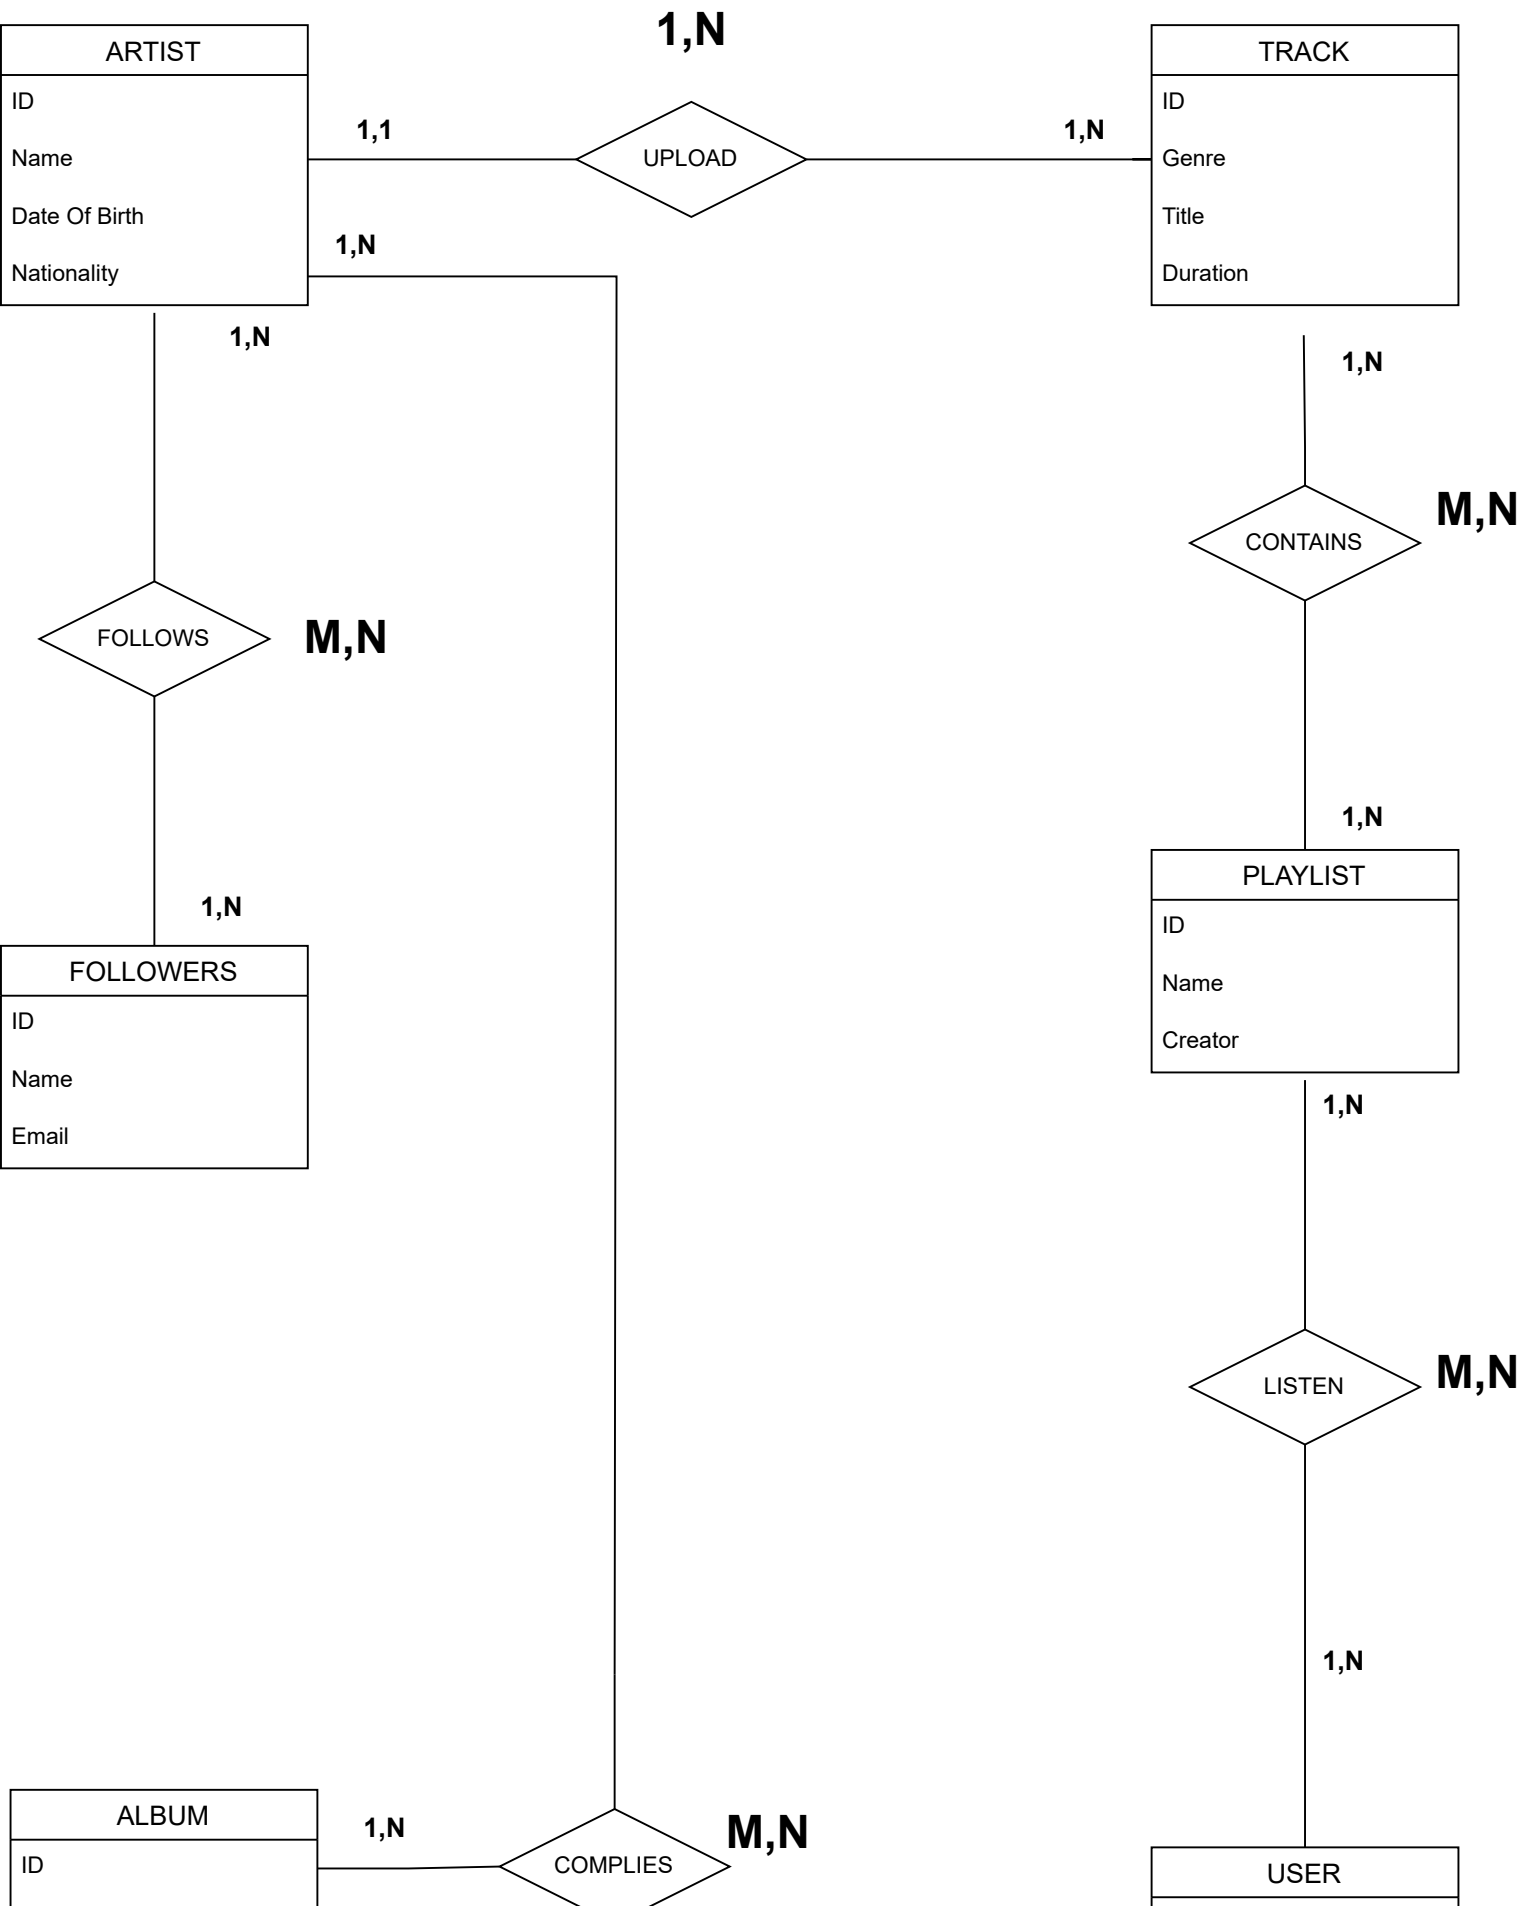 1,N
ARTIST
ID
Name
Date Of Birth
Nationality
1,1
UPLOAD
1,N
TRACK
ID
Genre
Title
Duration
1,N
1,N
1,N
CONTAINS
M,N
FOLLOWS
M,N
1,N
PLAYLIST
ID
Name
Creator
1,N
FOLLOWERS
ID
Name
Email
1,N
LISTEN
M,N
1,N
ALBUM
ID
1,N
COMPLIES
M,N
USER